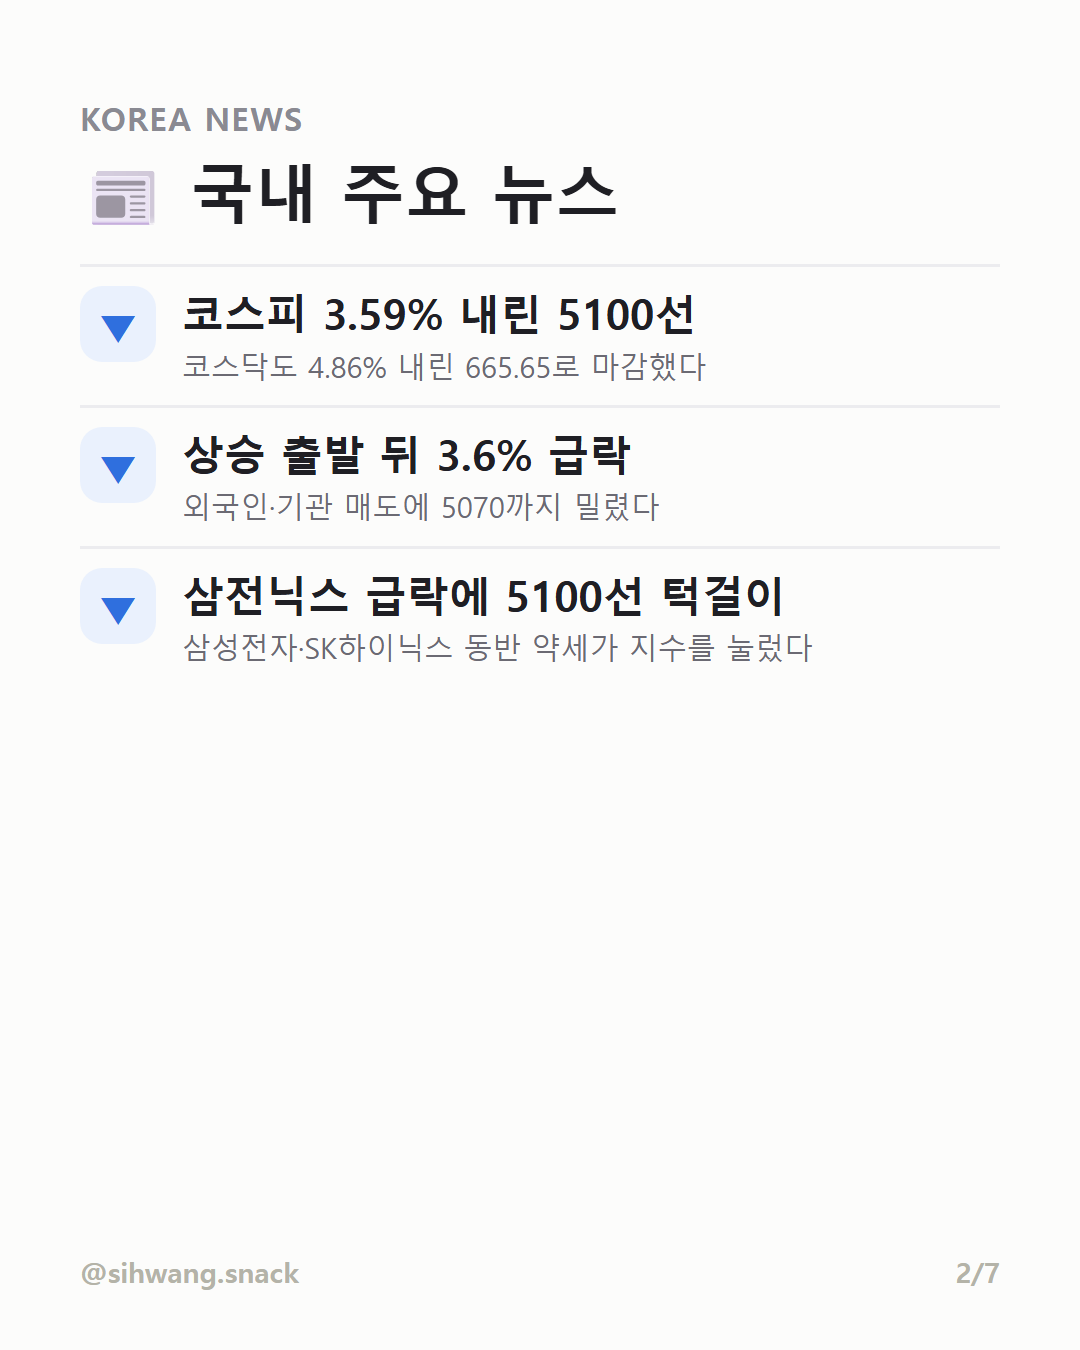 KOREA NEWS
국내 주요 뉴스
코스피 3.59% 내린 5100선
코스닥도 4.86% 내린 665.65로 마감했다
상승 출발 뒤 3.6% 급락
외국인·기관 매도에 5070까지 밀렸다
삼전닉스 급락에 5100선 턱걸이
삼성전자·SK하이닉스 동반 약세가 지수를 눌렀다
@sihwang.snack
2/7